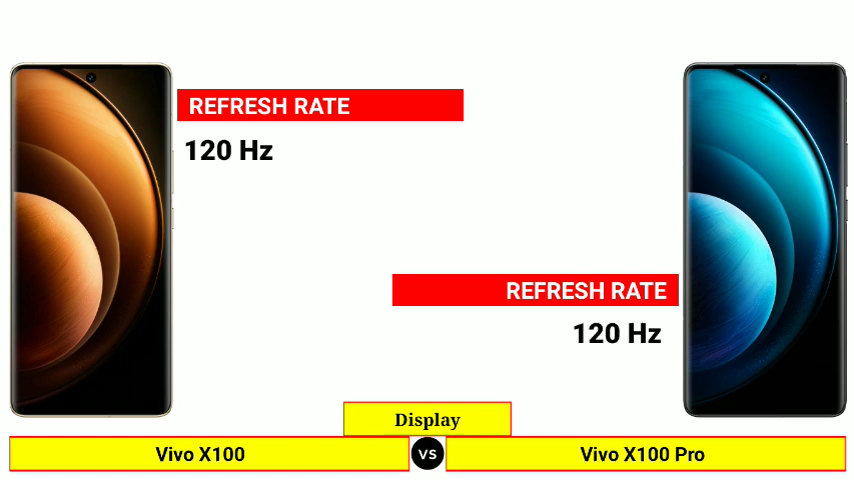 REFRESH RATE
120 Hz
REFRESH RATE
120 Hz
Display
Vivo X100
VS
Vivo X100 Pro